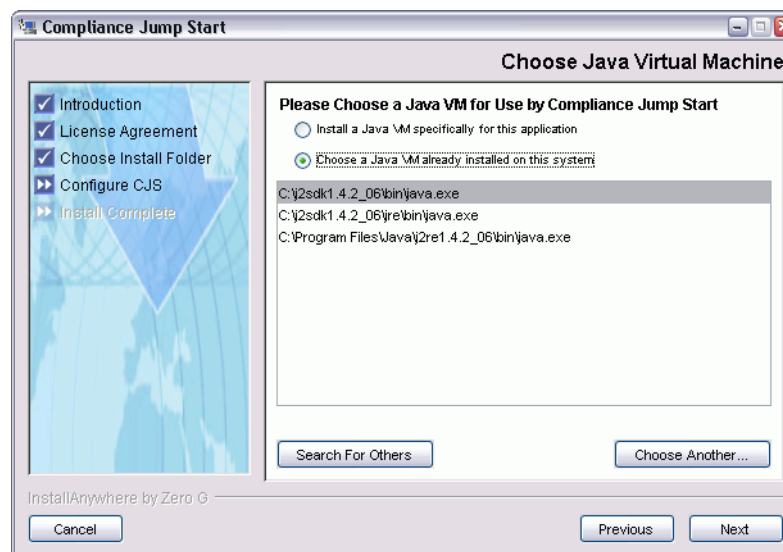 Compliance Jump Start
Choose Java Virtual Machine
Introduction
License Agreement
Choose Install Folder
Configure CJS
Install Complete
Please Choose a Java VM for Use by Compliance Jump Start
Install a Java VM specifically for this application
Choose a Java VM already installed on this system
C:\j2sdk1.4.2_06\bin\java.exe
C:\j2sdk1.4.2_06\jre\bin\java.exe
C:\Program Files\Java\j2re1.4.2_06\bin\java.exe
Search For Others
Choose Another...
InstallAnywhere by Zero G
Cancel
Previous
Next